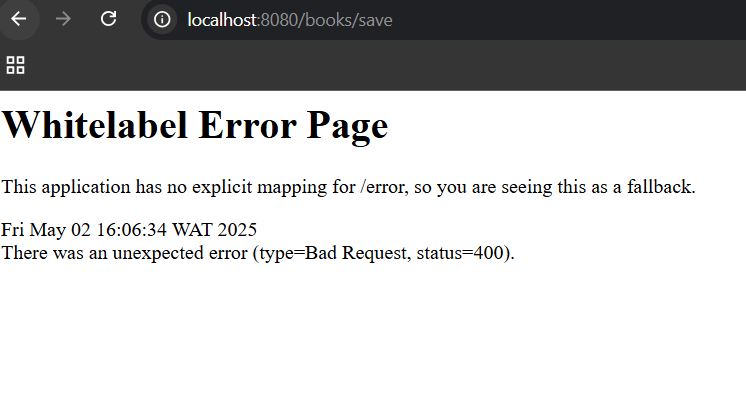 localhost:8080/books/save
Whitelabel Error Page
This application has no explicit mapping for /error, so you are seeing this as a fallback.
Fri May 02 16:06:34 WAT 2025
There was an unexpected error (type=Bad Request, status=400).